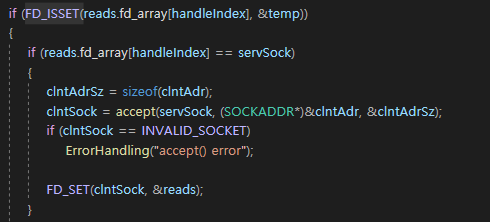 if (FD_ISSET(reads.fd_array[handleIndex], &temp))
{
if (reads.fd_array[handleIndex] == servSock)
{
clntAdrSz = sizeof(clntAdr);
clntSock = accept(servSock, (SOCKADDR*)&clntAdr, &clntAdrSz);
if (clntSock == INVALID_SOCKET)
ErrorHandling("accept() error");
FD_SET(clntSock, &reads);
}